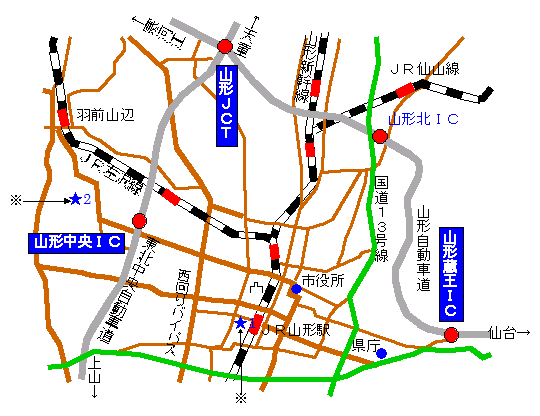 ←寒河江
→天童
山形新幹線
ＪＲ仙山線
山形ＪＣＴ
羽前山辺
山形北ＩＣ
ＪＲ左沢線
※
★2
国道１３号線
山形自動車道
山形中央ＩＣ
山形蔵王ＩＣ
東北中央自動車道
西回りバイパス
市役所
凸
★
ＪＲ山形駅
仙台→
県庁
上山→
※